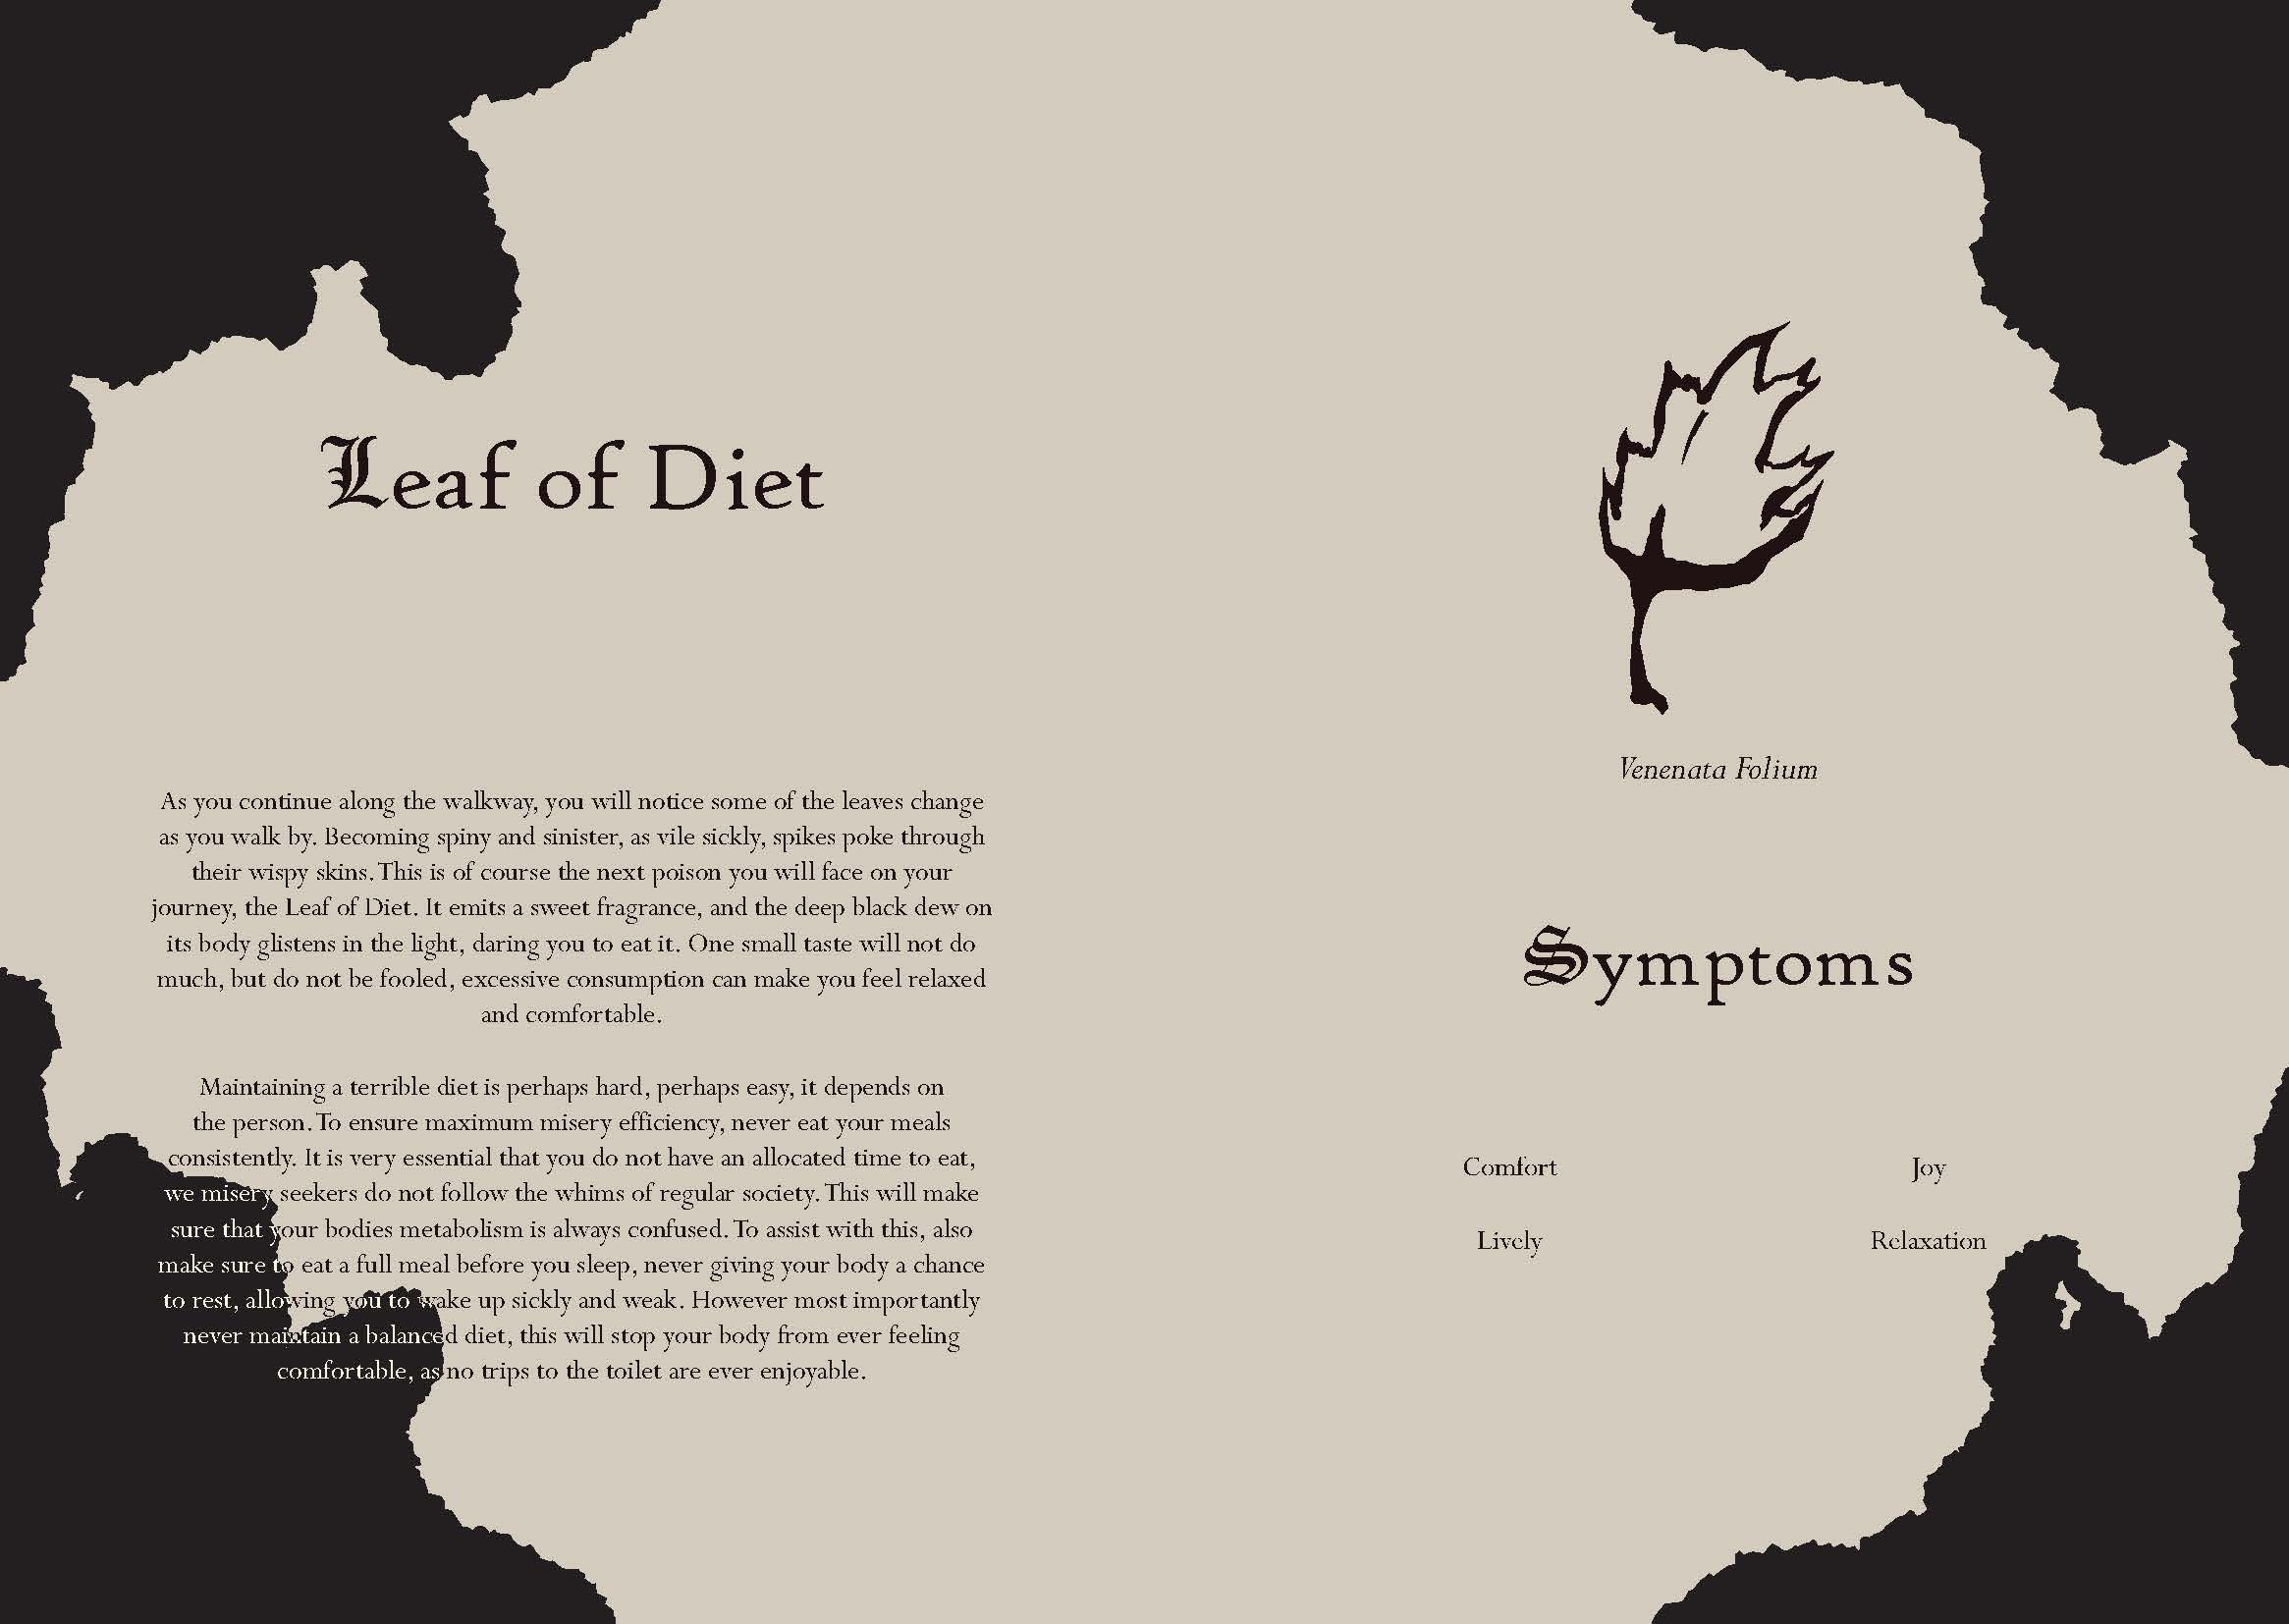 Leaf of Diet
As you continue along the walkway, you will notice some of the leaves change
as you walk by. Becoming spiny and sinister, as vile sickly, spikes poke through
their wispy skins. This is of course the next poison you will face on your
journey, the Leaf of Diet. It emits a sweet fragrance, and the deep black dew on
its body glistens in the light, daring you to eat it. One small taste will not do
much, but do not be fooled, excessive consumption can make you feel relaxed
and comfortable.
Maintaining a terrible diet is perhaps hard, perhaps easy, it depends on
the person. To ensure maximum misery efficiency, never eat your meals
consistently. It is very essential that you do not have an allocated time to eat,
we misery seekers do not follow the whims of regular society. This will make
sure that your bodies metabolism is always confused. To assist with this, also
make sure to eat a full meal before you sleep, never giving your body a chance
to rest, allowing you to wake up sickly and weak. However most importantly
never maintain a balanced diet, this will stop your body from ever feeling
comfortable, as no trips to the toilet are ever enjoyable.
Venenata Folium
Symptoms
Comfort Joy
Lively Relaxation